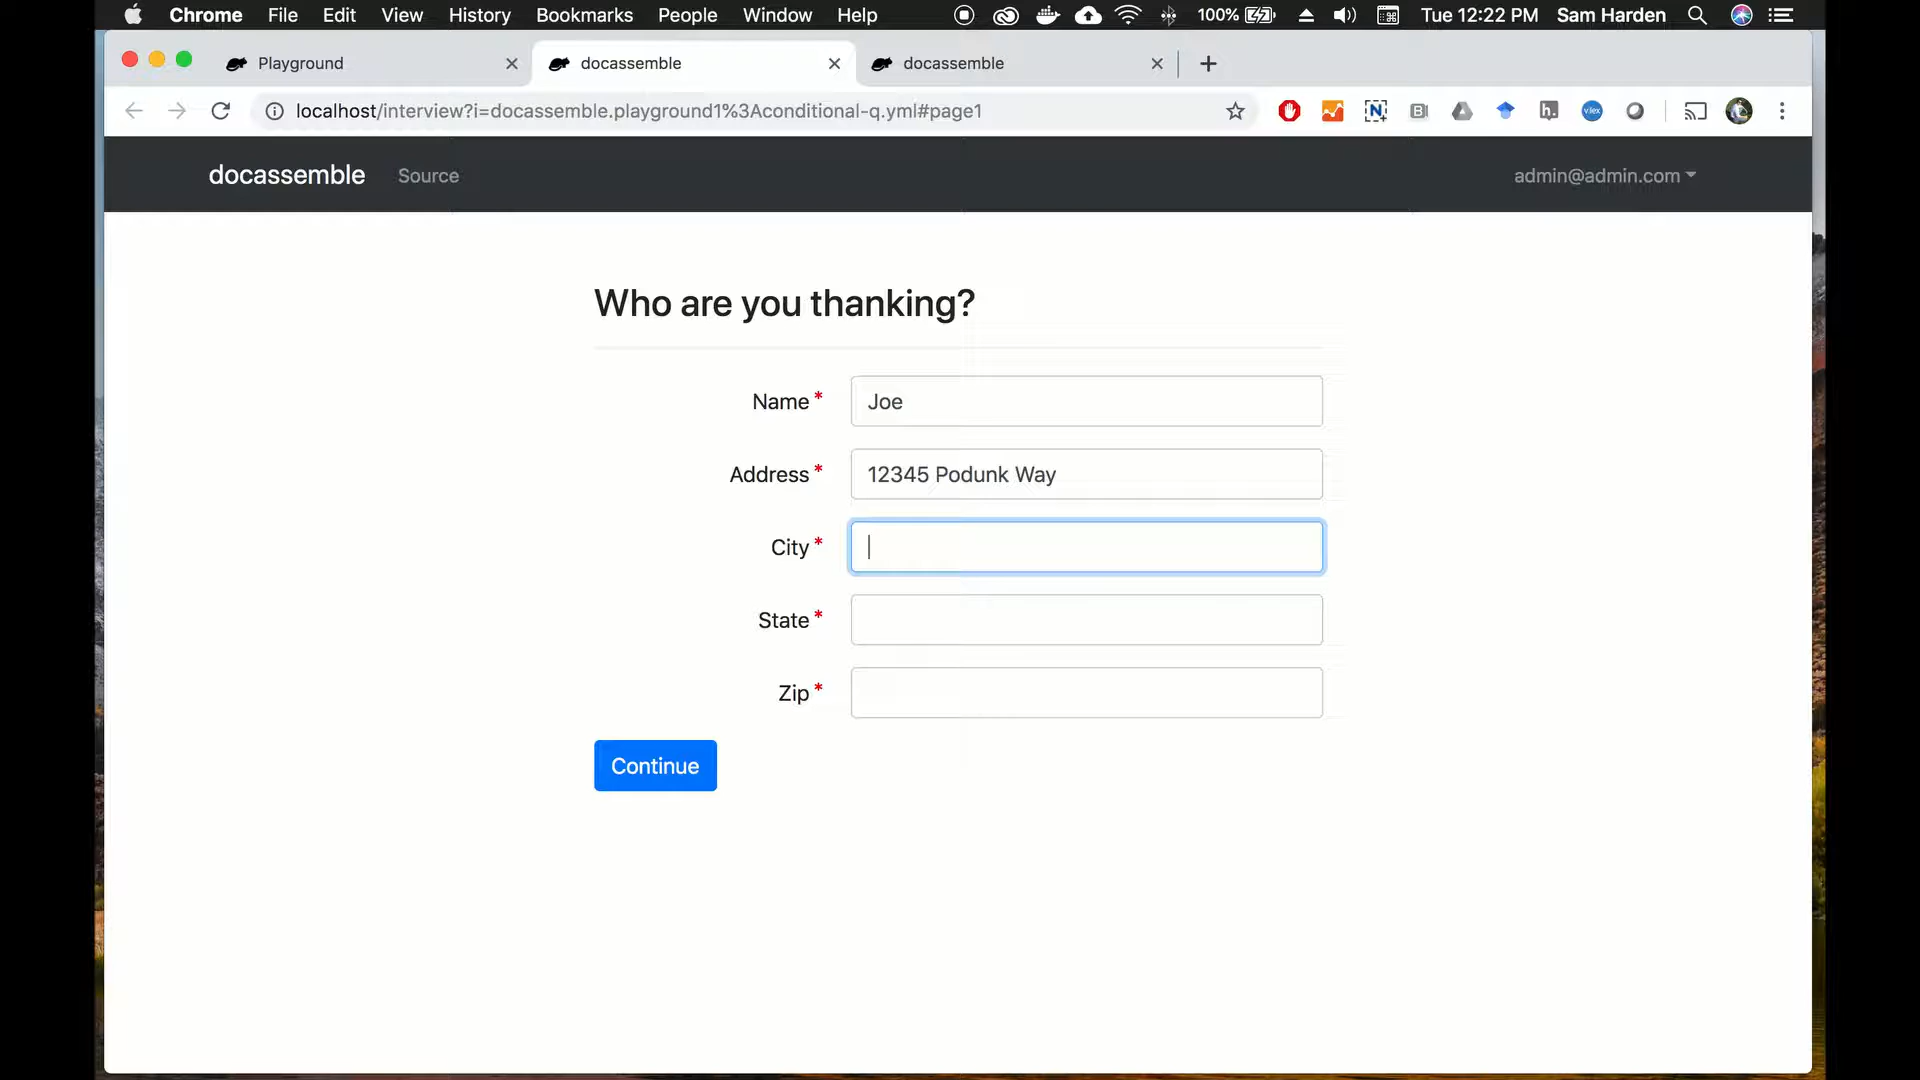 Chrome File Edit View History Bookmarks People Window Help 100% Tue 12:22 PM Sam Harden
Playground docassemble docassemble
localhost/interview?i=docassemble.playground1%3Aconditional-q.yml#page1
docassemble Source admin@admin.com
Who are you thanking?
Name * Joe
Address * 12345 Podunk Way
City *
State *
Zip *
Continue